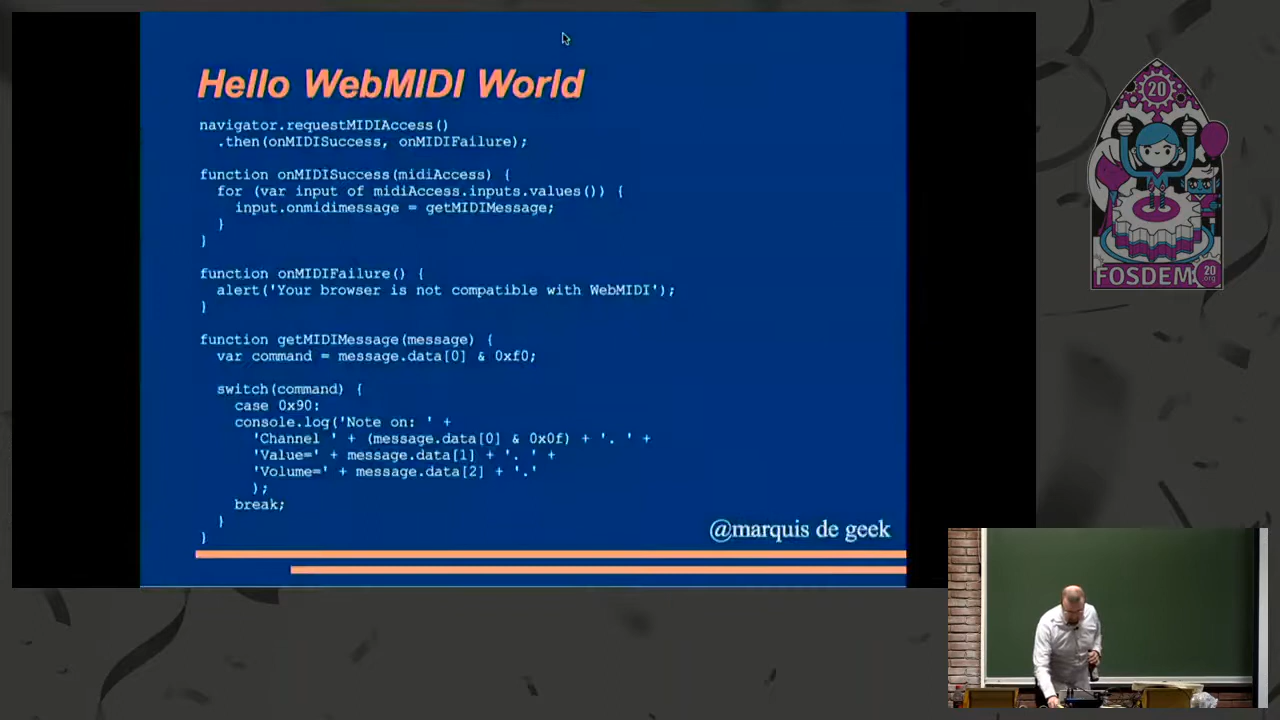 Hello WebMIDI World
navigator.requestMIDIAccess()
.then(onMIDISuccess, onMIDIFailure);
function onMIDISuccess(midiAccess) {
for (var input of midiAccess.inputs.values()) {
input.onmidimessage = getMIDIMessage;
}
}
function onMIDIFailure() {
alert('Your browser is not compatible with WebMIDI');
}
function getMIDIMessage(message) {
var command = message.data[0] & 0xf0;
switch(command) {
case 0x90:
console.log('Note on: ' +
'Channel ' + (message.data[0] & 0x0f) + '. ' +
'Value=' + message.data[1] + '. ' +
'Volume=' + message.data[2] + '.'
);
break;
}
}
@marquis de geek
20
FOSDEM 20
.org